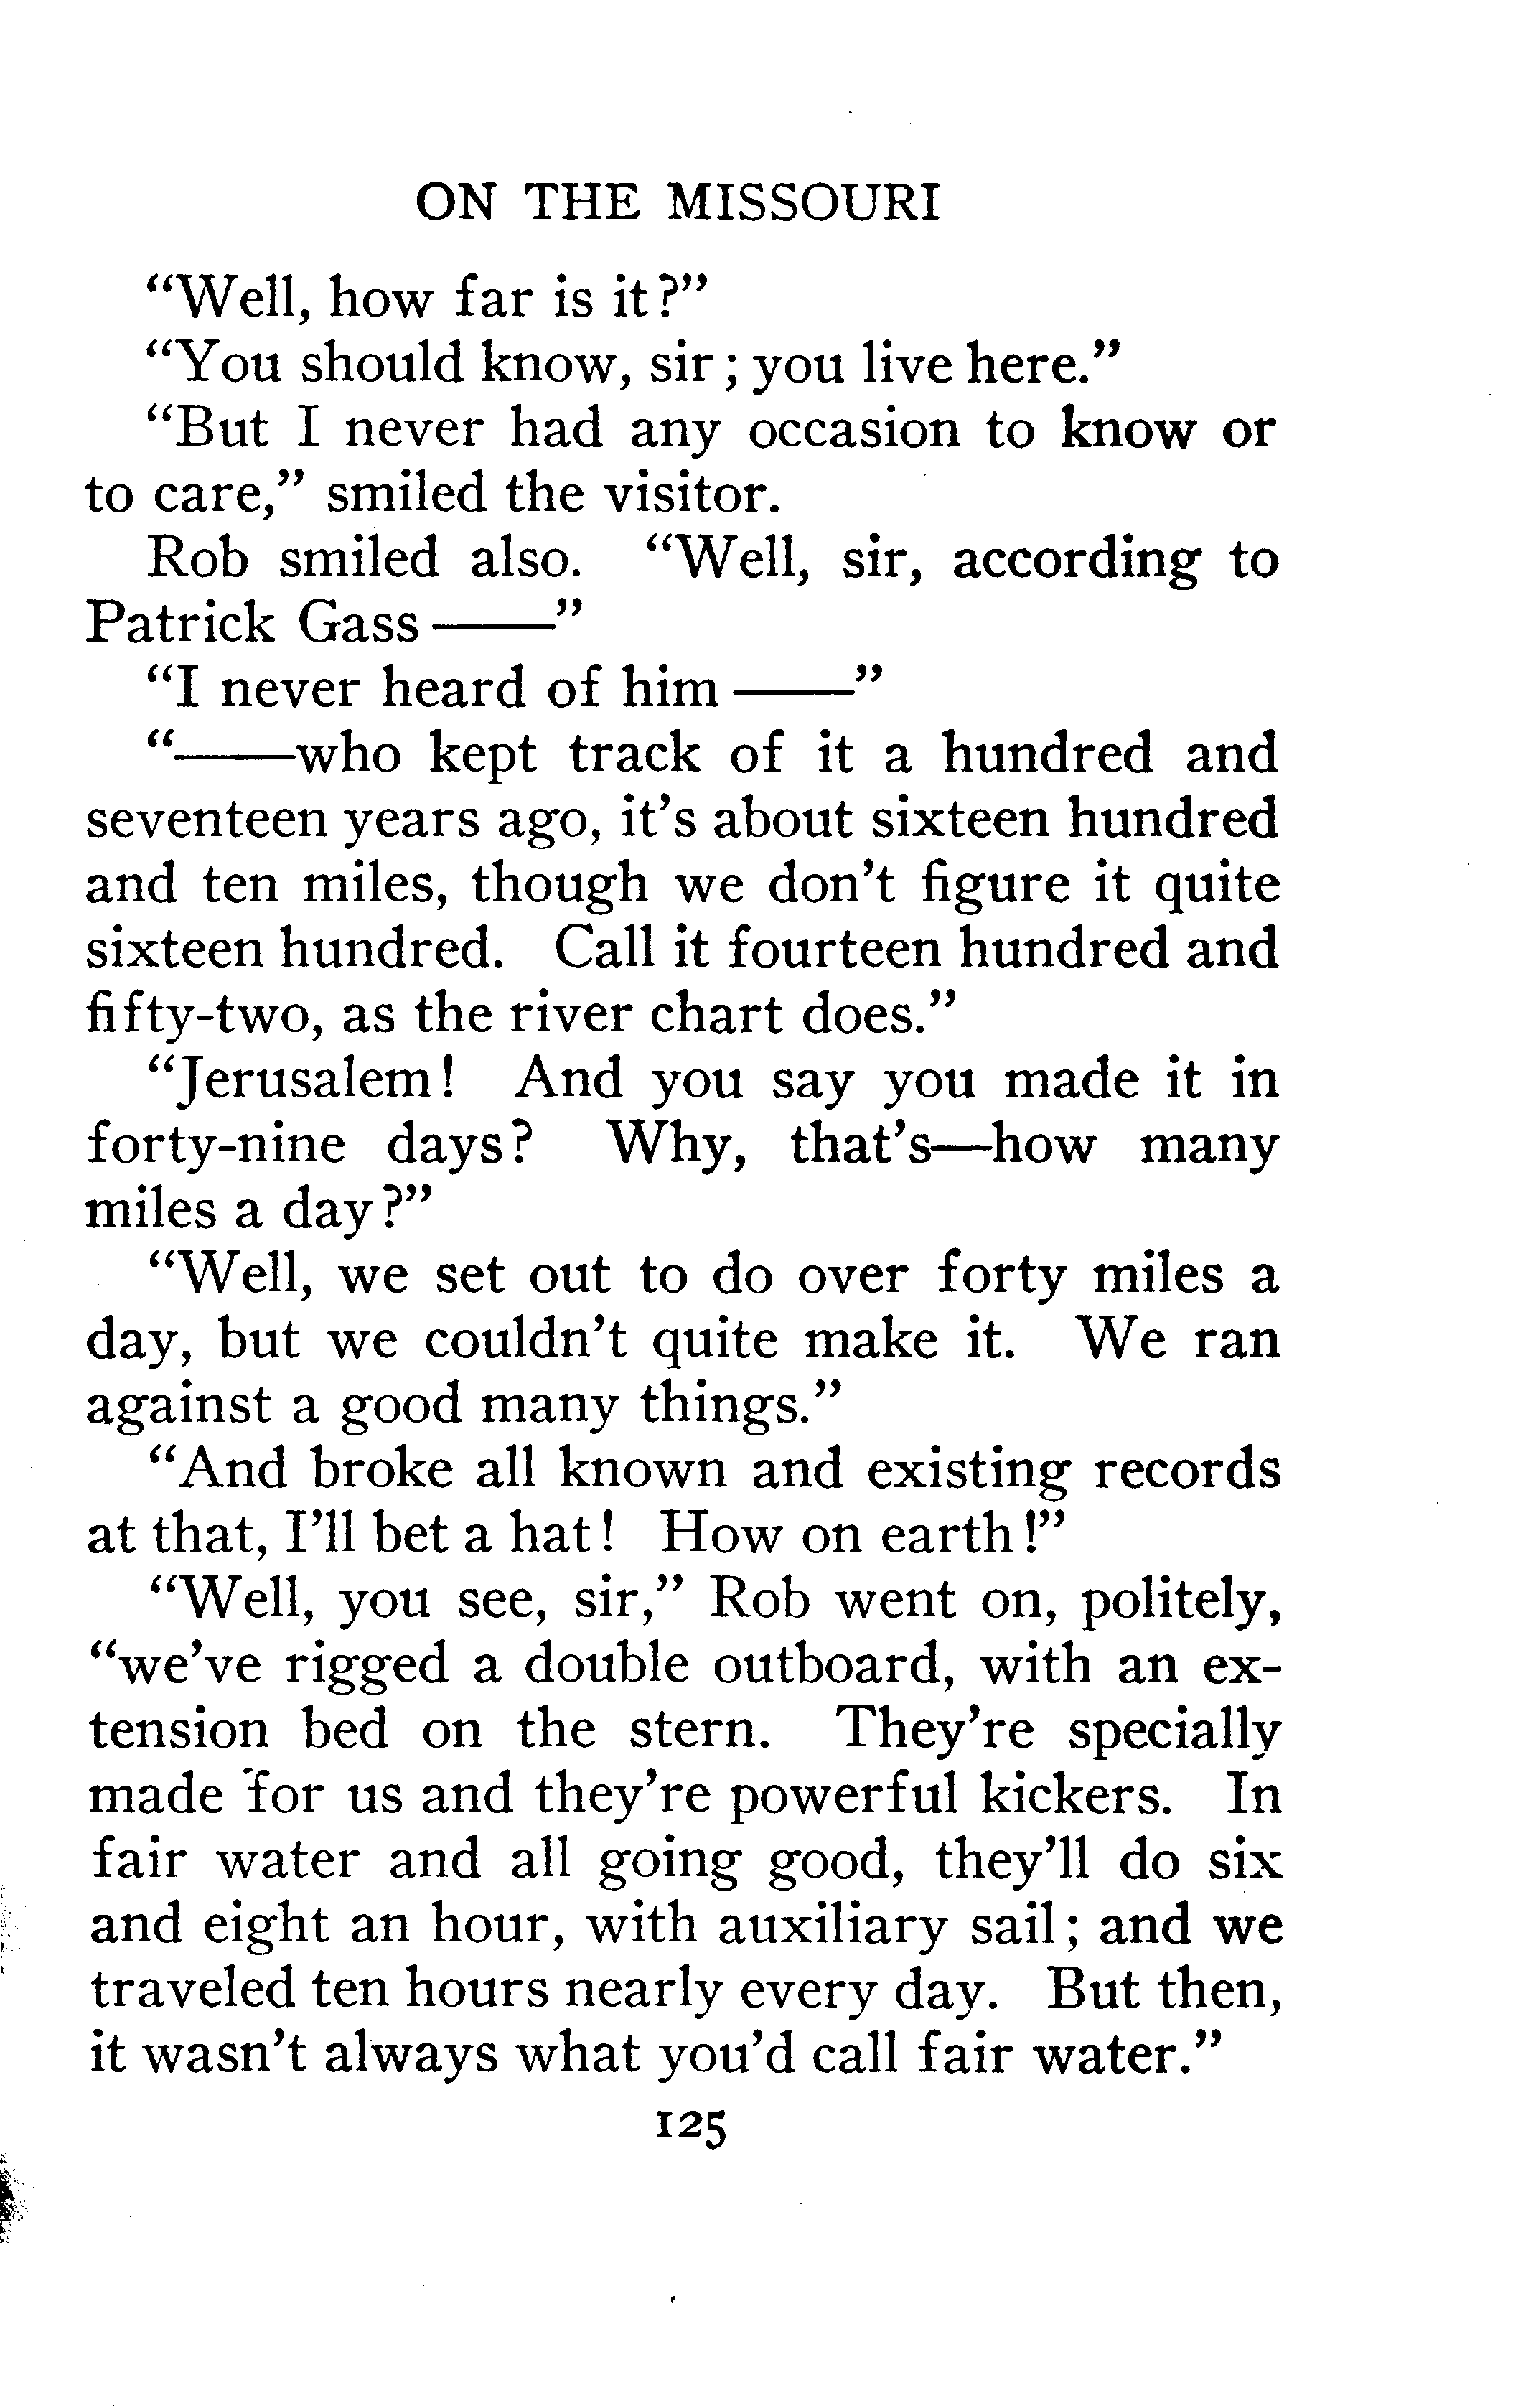 ON THE MISSOURI
“Well, how far is it?”
“You should know, sir; you live here.”
“But I never had any occasion to know or
to care,” smiled the visitor.
Rob smiled also. “Well, sir, according to
Patrick Gass ——”
“I never heard of him ——”
“——who kept track of it a hundred and
seventeen years ago, it’s about sixteen hundred
and ten miles, though we don’t figure it quite
sixteen hundred. Call it fourteen hundred and
fifty-two, as the river chart does.”
“Jerusalem! And you say you made it in
forty-nine days? Why, that’s—how many
miles a day?”
“Well, we set out to do over forty miles a
day, but we couldn’t quite make it. We ran
against a good many things.”
“And broke all known and existing records
at that, I’ll bet a hat! How on earth!”
“Well, you see, sir,” Rob went on, politely,
“we’ve rigged a double outboard, with an ex-
tension bed on the stern. They’re specially
made for us and they’re powerful kickers. In
fair water and all going good, they’ll do six
and eight an hour, with auxiliary sail; and we
traveled ten hours nearly every day. But then,
it wasn’t always what you’d call fair water.”
125